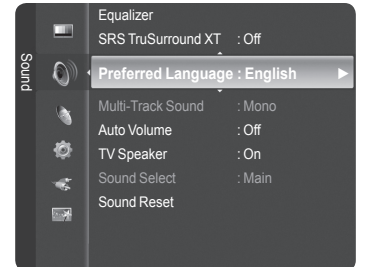 Sound
Equalizer
SRS TruSurround XT : Off
Preferred Language : English
Multi-Track Sound : Mono
Auto Volume : Off
TV Speaker : On
Sound Select : Main
Sound Reset